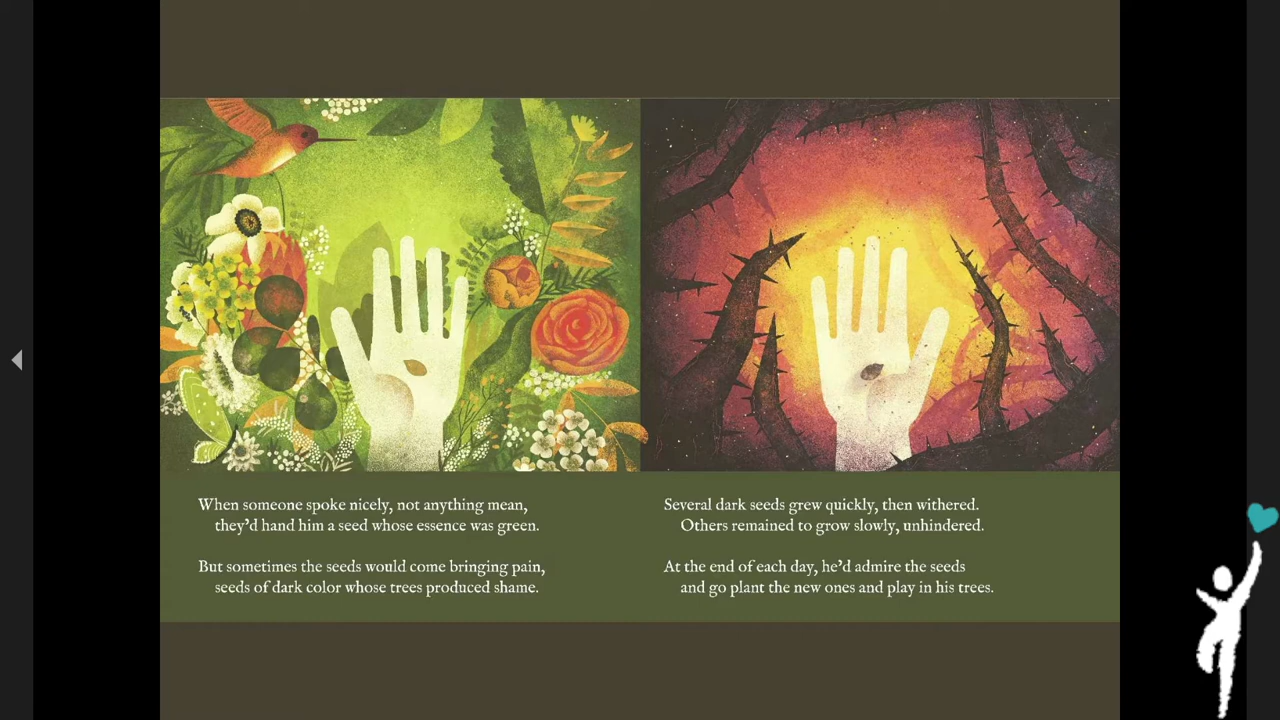 When someone spoke nicely, not anything mean,
they'd hand him a seed whose essence was green.
But sometimes the seeds would come bringing pain,
seeds of dark color whose trees produced shame.
Several dark seeds grew quickly, then withered.
Others remained to grow slowly, unhindered.
At the end of each day, he'd admire the seeds
and go plant the new ones and play in his trees.